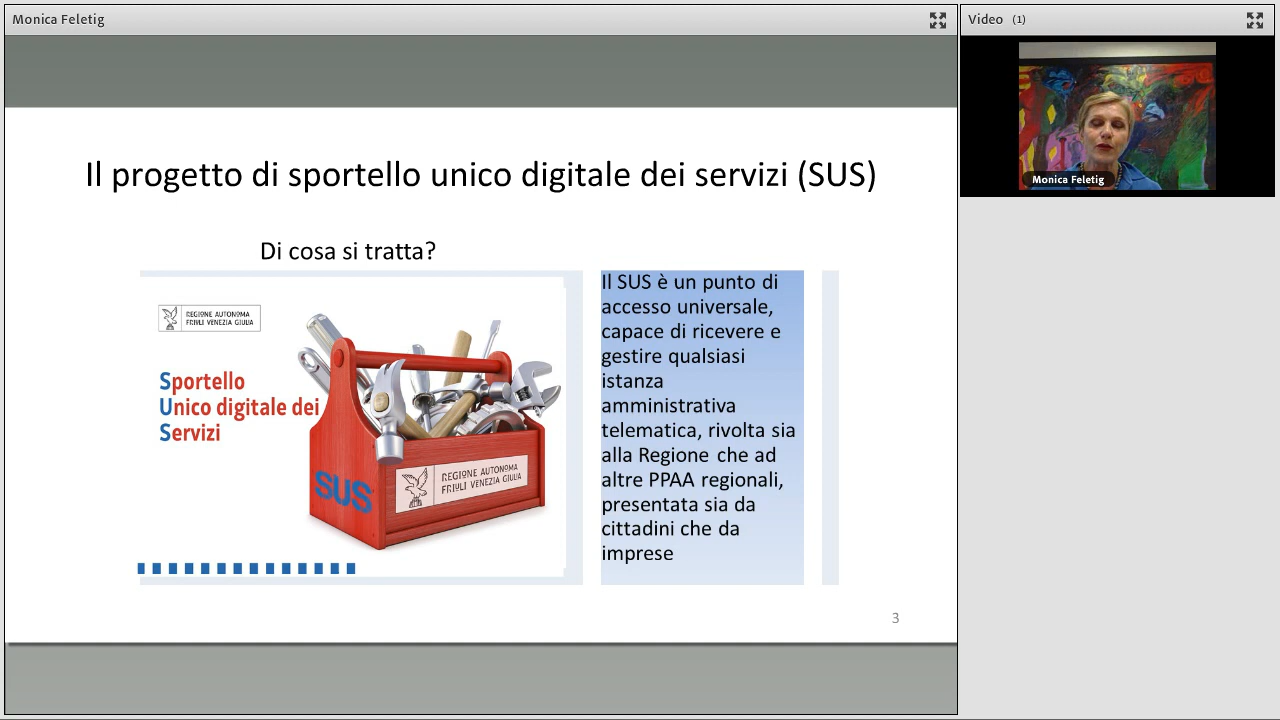 Monica Feletig
Video (1)
Monica Feletig
Il progetto di sportello unico digitale dei servizi (SUS)
Di cosa si tratta?
REGIONE AUTONOMA
FRIULI VENEZIA GIULIA
Sportello
Unico digitale dei
Servizi
SUS
REGIONE AUTONOMA
FRIULI VENEZIA GIULIA
Il SUS è un punto di
accesso universale,
capace di ricevere e
gestire qualsiasi
istanza
amministrativa
telematica, rivolta sia
alla Regione che ad
altre PPAA regionali,
presentata sia da
cittadini che da
imprese
3